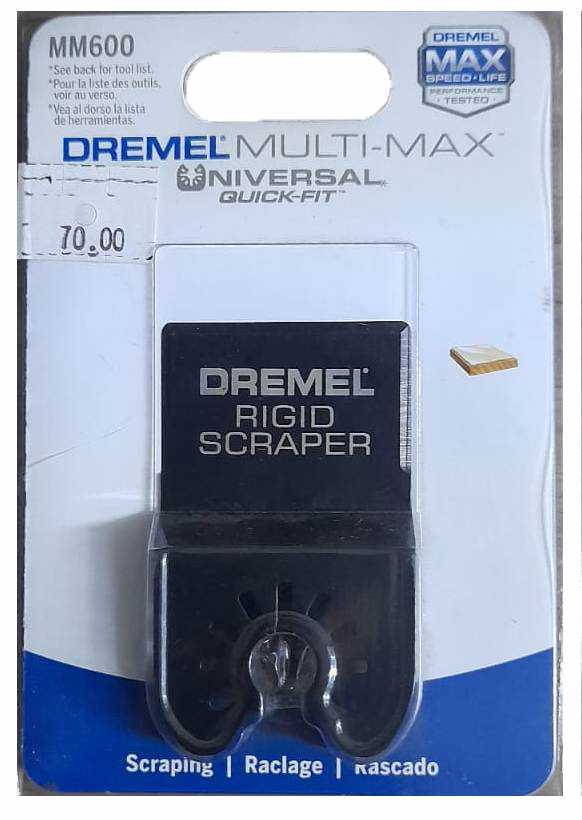 MM600
*See back for tool list.
*Pour la liste des outils,
voir au verso.
*Vea al dorso la lista
de herramientas.
DREMEL
MAX
SPEED • LIFE
PERFORMANCE
• TESTED •
DREMEL® MULTI-MAX™
UNIVERSAL®
QUICK-FIT™
70.00
DREMEL®
RIGID
SCRAPER
Scraping | Raclage | Rascado